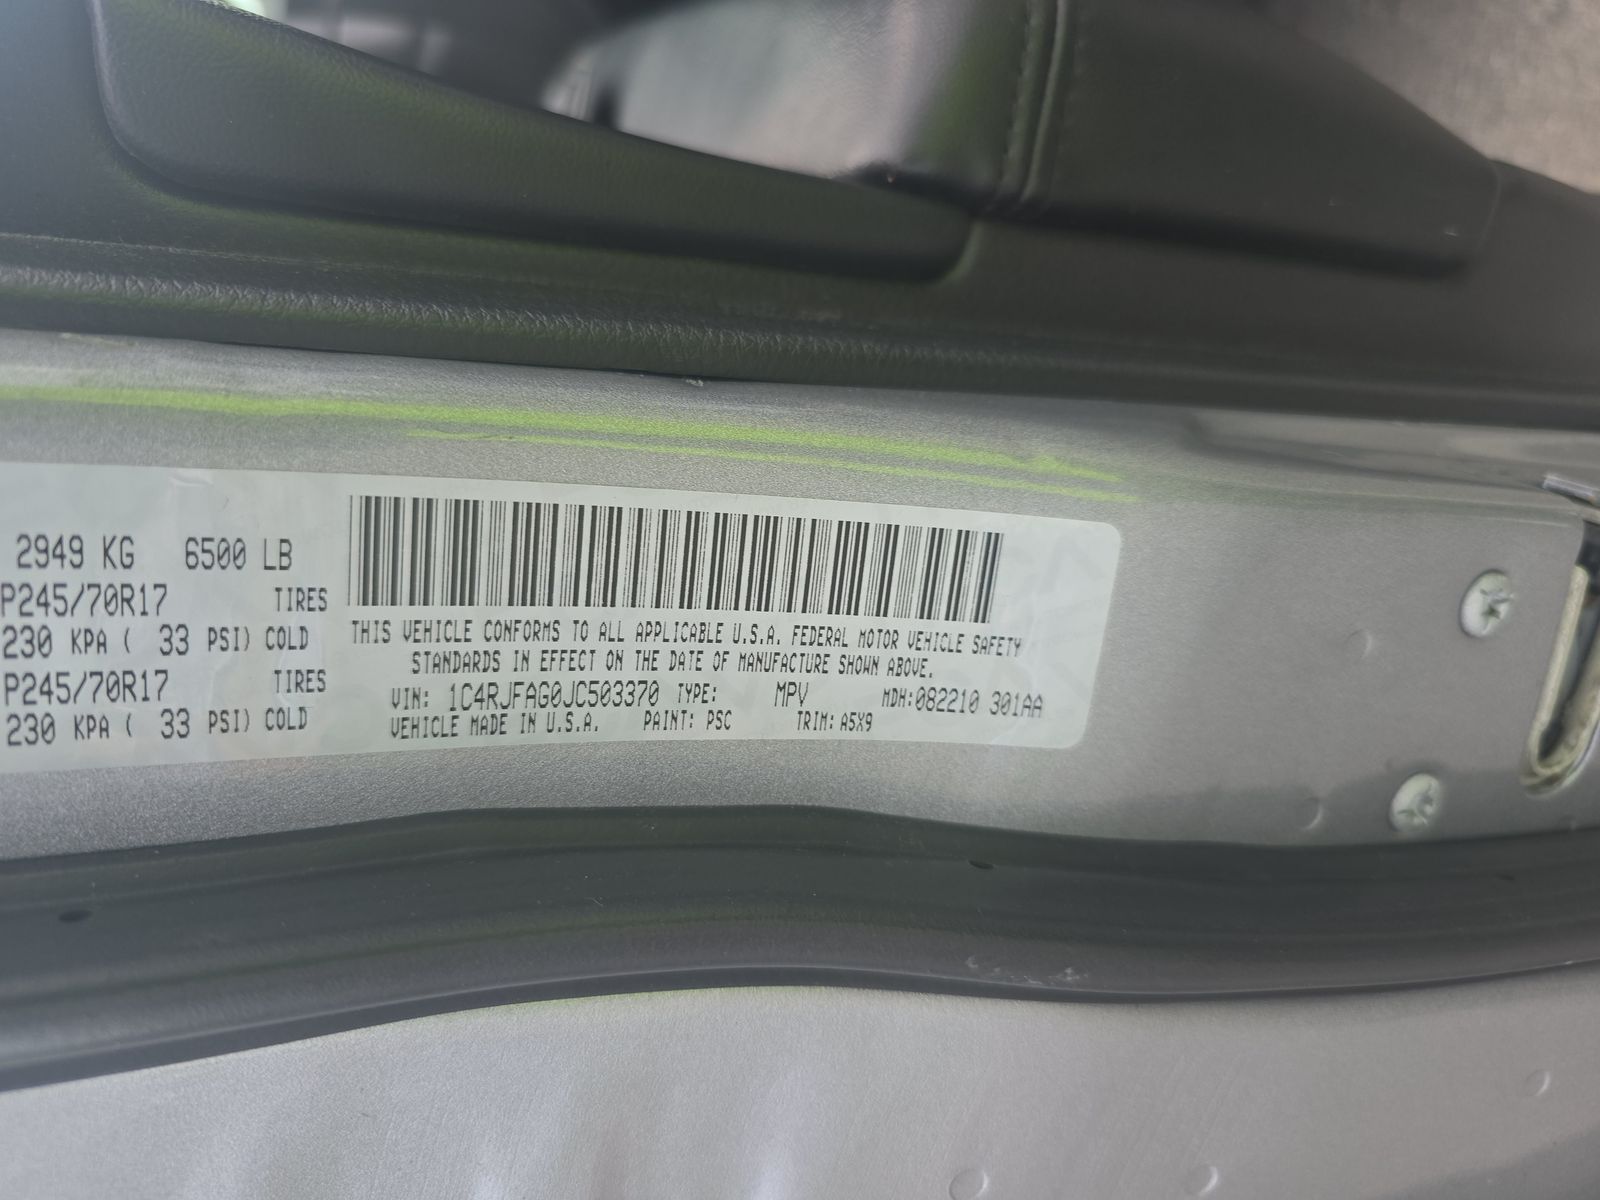 2949 KG 6500 LB
P245/70R17 TIRES
230 KPA ( 33 PSI) COLD
P245/70R17 TIRES
230 KPA ( 33 PSI) COLD
THIS VEHICLE CONFORMS TO ALL APPLICABLE U.S.A. FEDERAL MOTOR VEHICLE SAFETY
STANDARDS IN EFFECT ON THE DATE OF MANUFACTURE SHOWN ABOVE.
VIN: 1C4RJFAG0JC503370 TYPE: MPV MDH:082210 301AA
VEHICLE MADE IN U.S.A. PAINT: PSC TRIM: A5X9